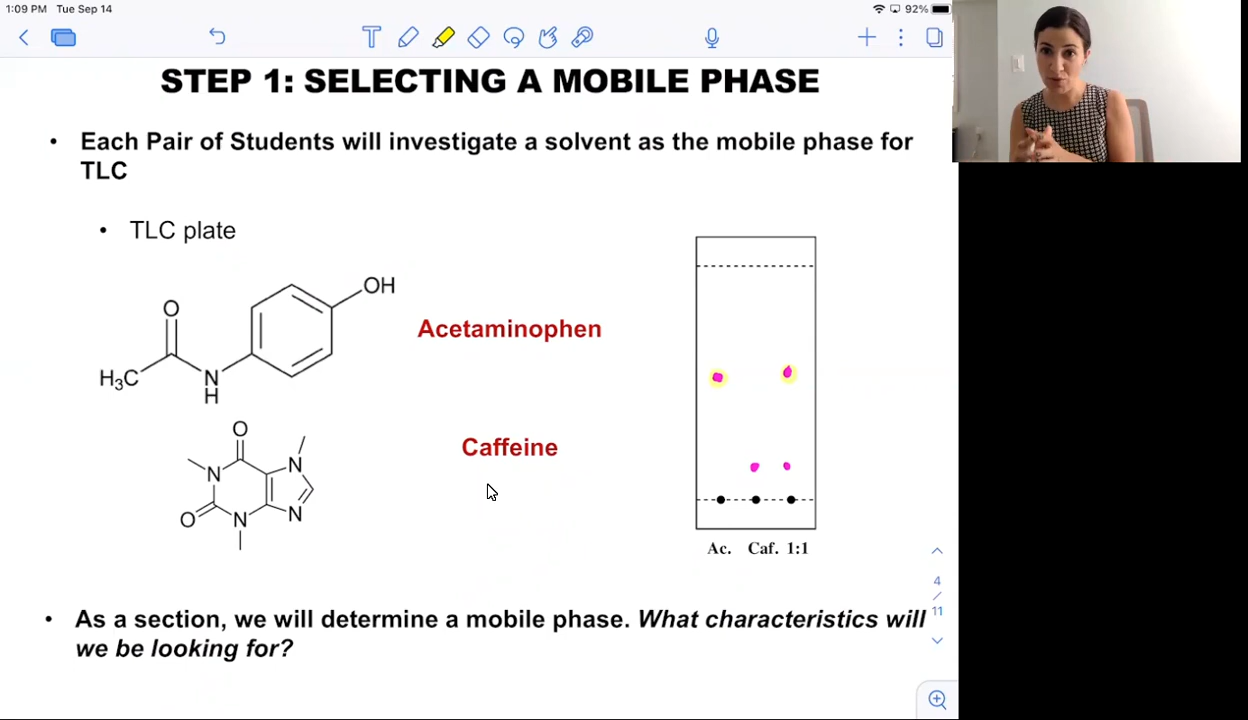 1:09 PM Tue Sep 14
92%
STEP 1: SELECTING A MOBILE PHASE
• Each Pair of Students will investigate a solvent as the mobile phase for
TLC
• TLC plate
OH
O
Acetaminophen
H₃C
N
H
O
Caffeine
N
N
O
N
N
Ac. Caf. 1:1
4
/
11
• As a section, we will determine a mobile phase. What characteristics will
we be looking for?